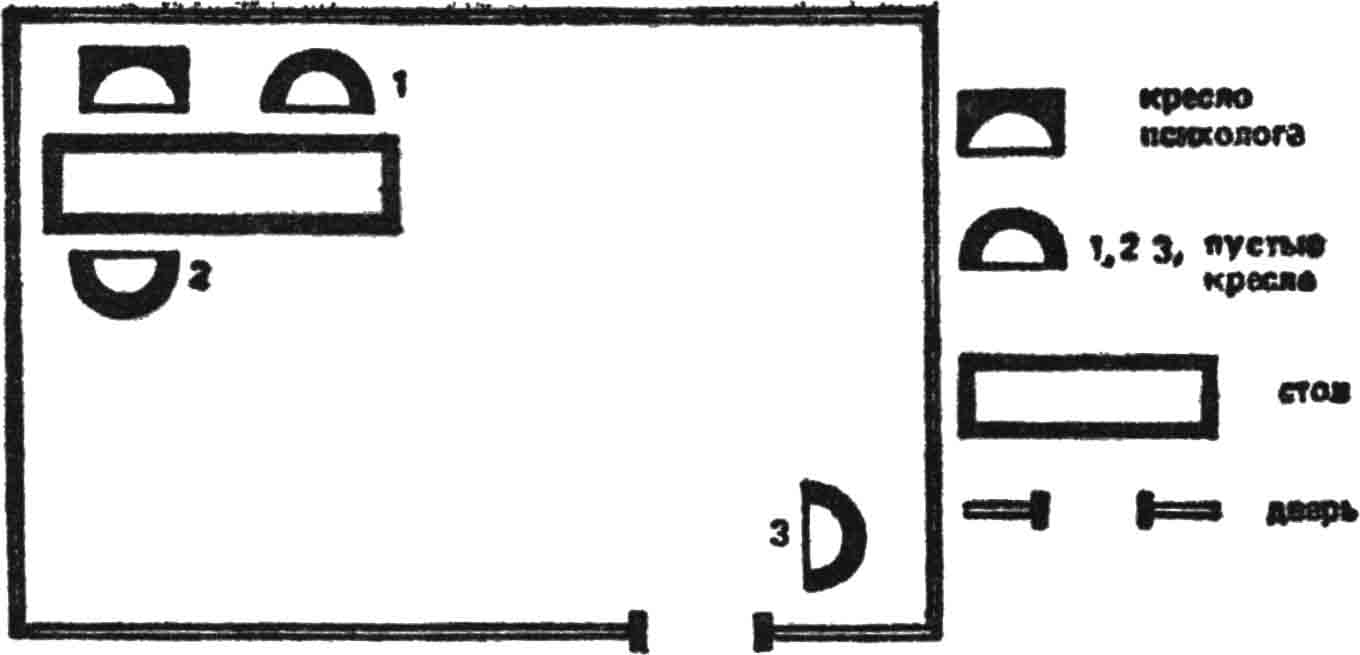 1
2
3
кресло
психолога
1,2 3, пустые
кресла
стол
дверь